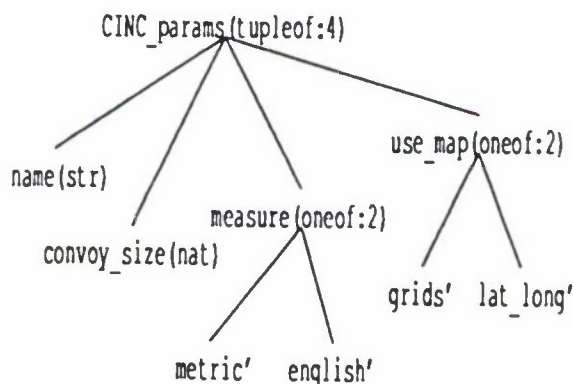 CINC_params(tupleof:4)
use_map(oneof:2)
name(str)
measure(oneof:2)
convoy_size(nat)
grids' lat_long'
metric' english'